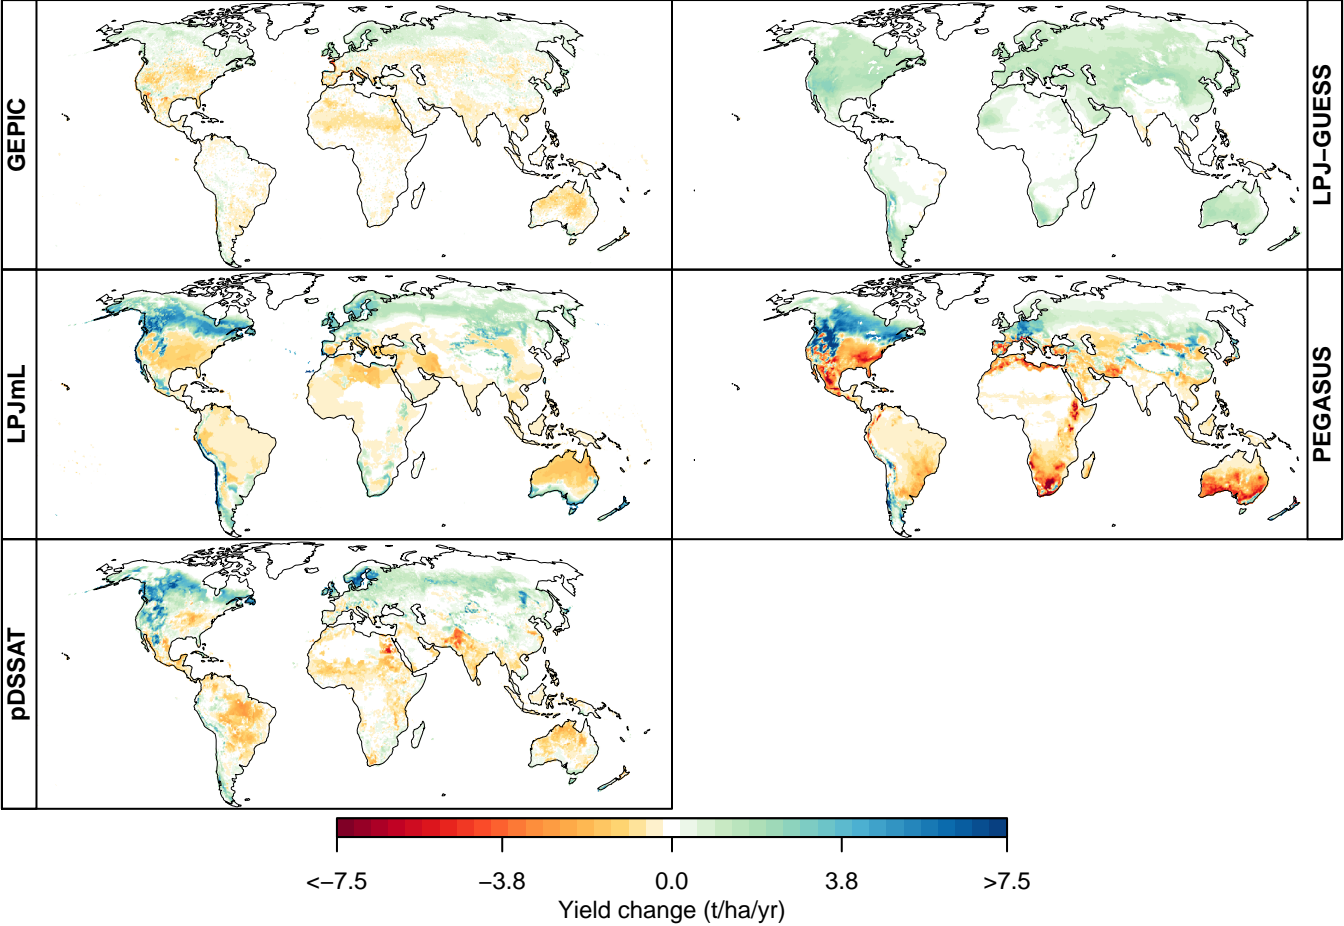 GEPIC
LPJ−GUESS
LPJmL
PEGASUS
pDSSAT
<−7.5
−3.8
0.0
3.8
>7.5
Yield change (t/ha/yr)